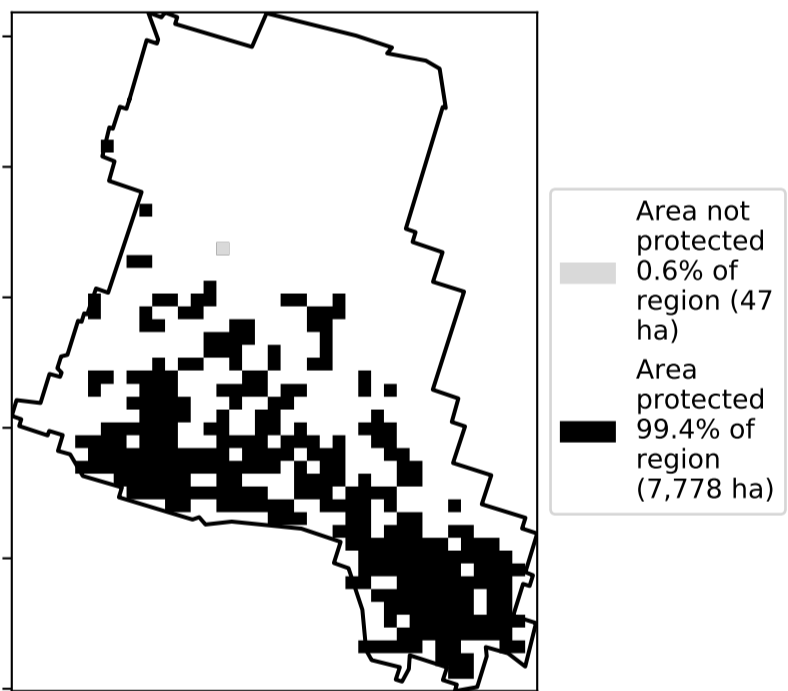 Area not
protected
0.6% of
region (47
ha)
Area
protected
99.4% of
region
(7,778 ha)